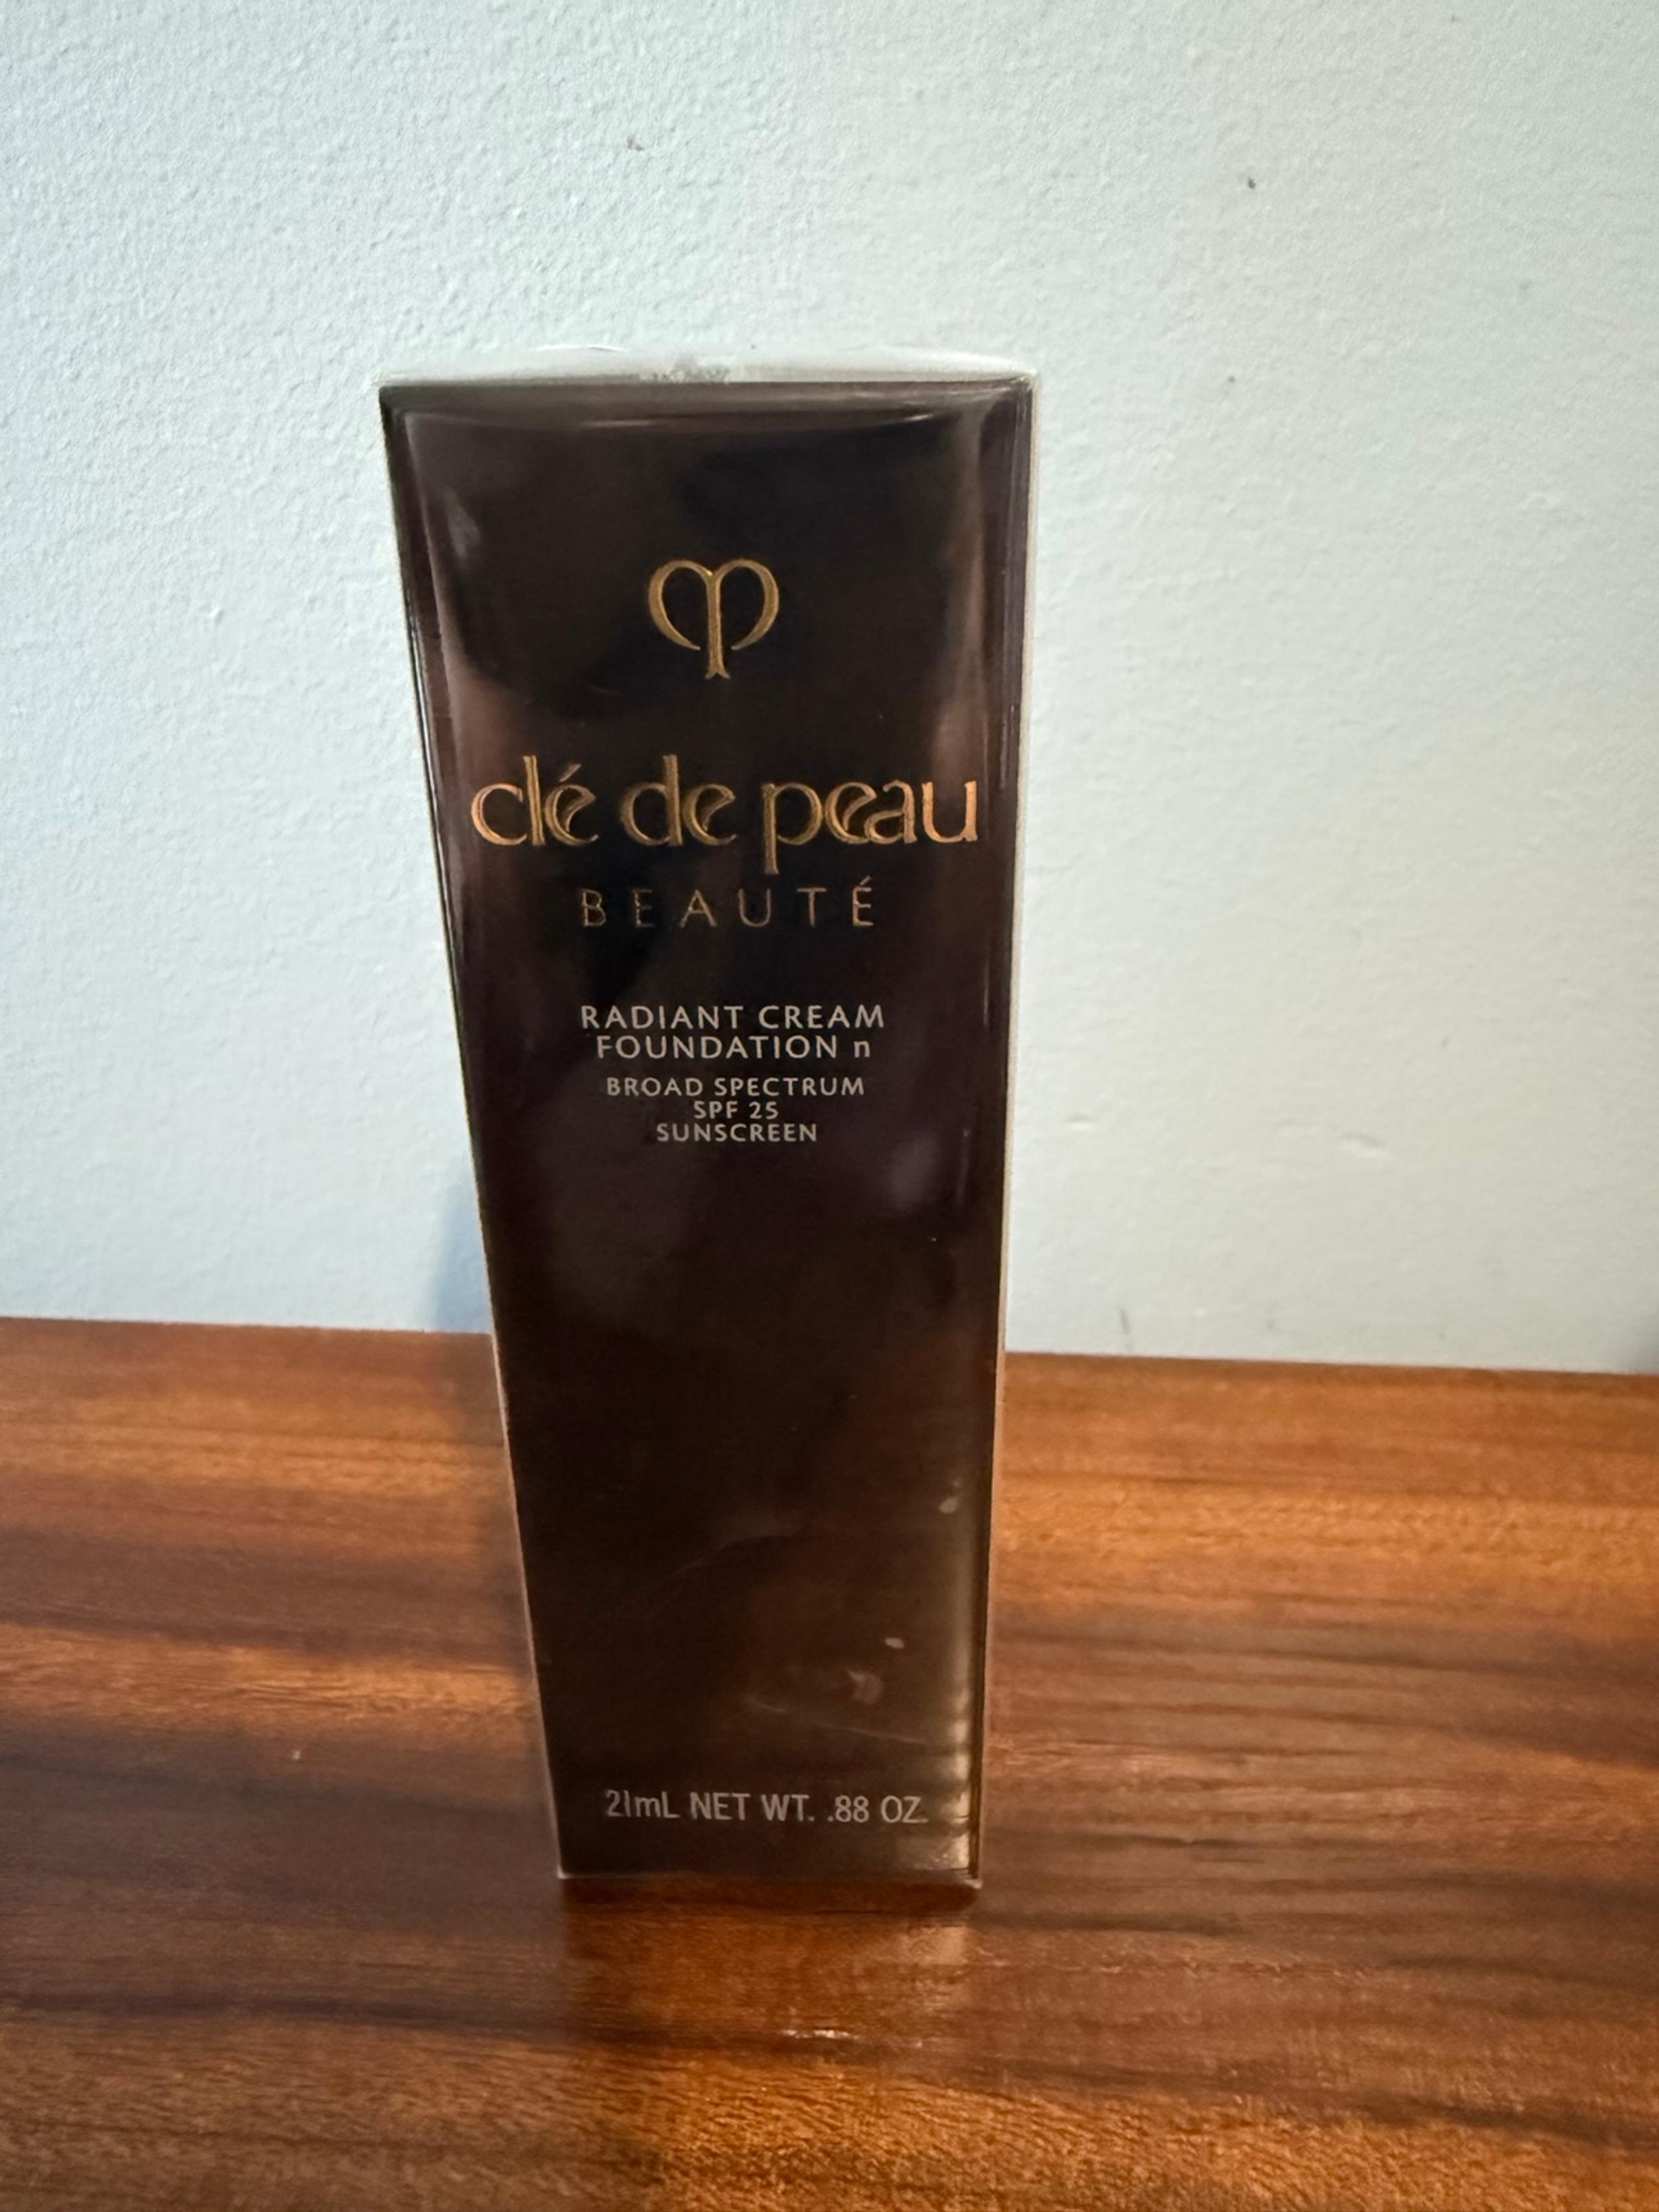 clé de peau
BEAUTÉ
RADIANT CREAM
FOUNDATION n
BROAD SPECTRUM
SPF 25
SUNSCREEN
21mL NET WT. .88 OZ.